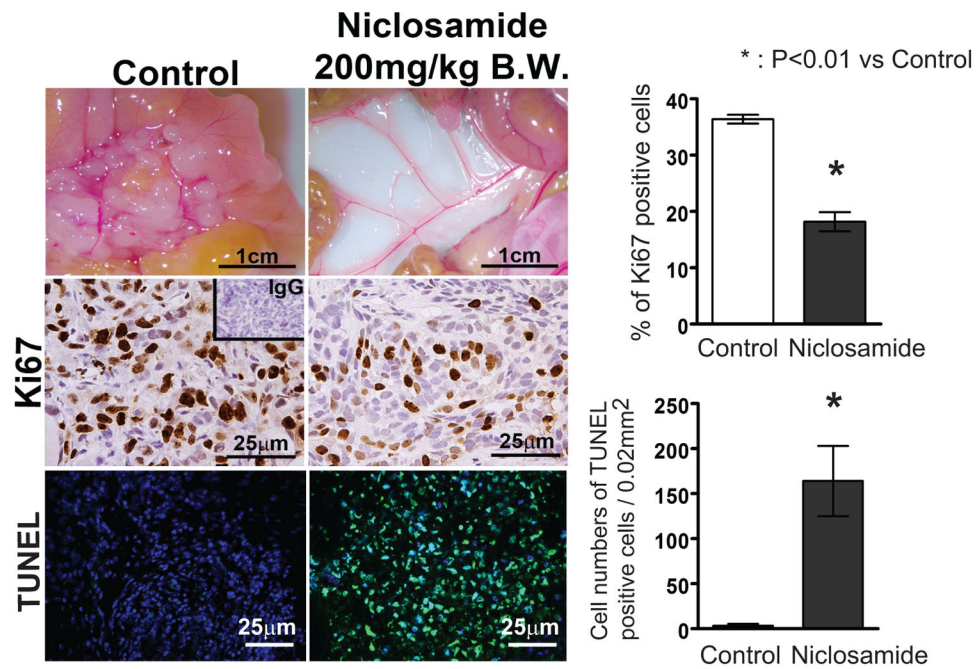 Control
Niclosamide
200mg/kg B.W.
1cm
1cm
Ki67
IgG
25μm
25μm
TUNEL
25μm
25μm
* : P<0.01 vs Control
% of Ki67 positive cells
40
30
20
10
0
*
Control Niclosamide
Cell numbers of TUNEL
positive cells / 0.02mm2
250
200
150
100
50
0
*
Control Niclosamide